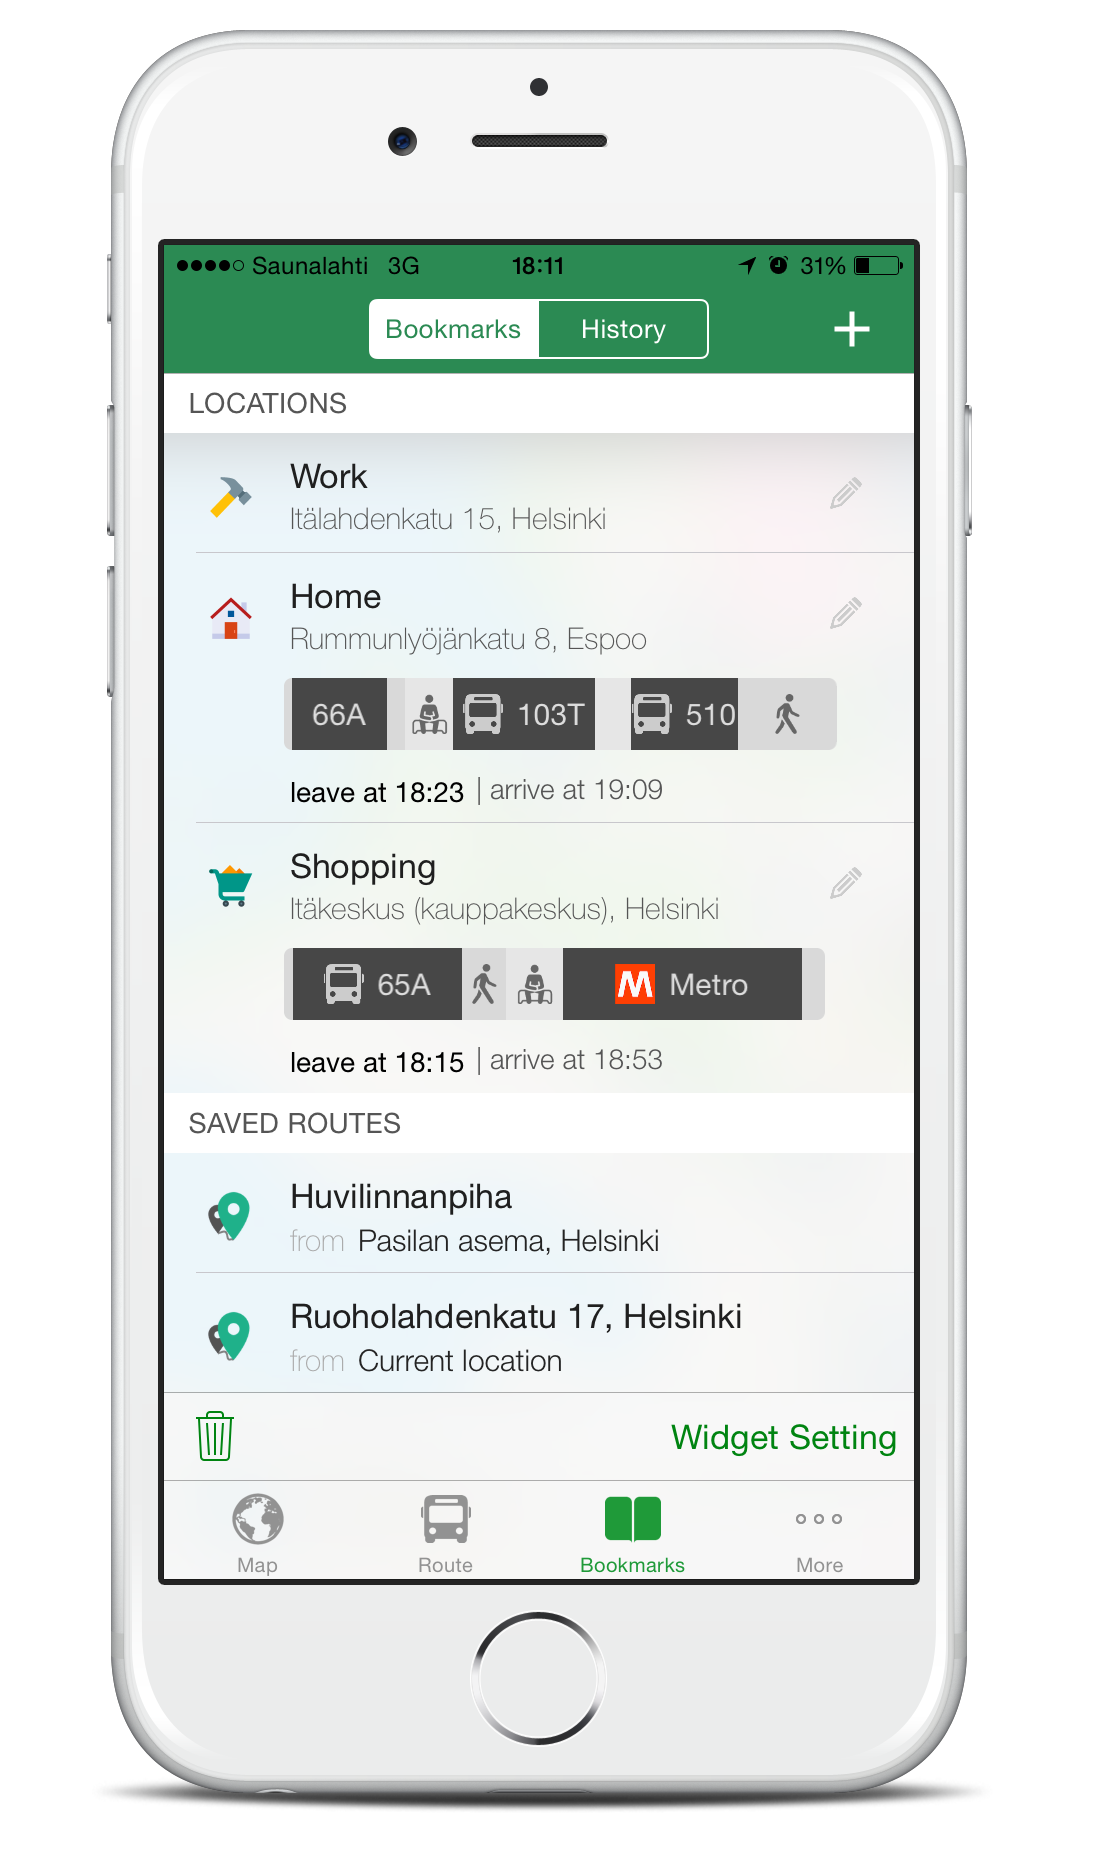 Saunalahti 3G 18:11 31%
Bookmarks History
LOCATIONS
Work
Itälahdenkatu 15, Helsinki
Home
Rummunlyöjänkatu 8, Espoo
66A 103T 510
leave at 18:23 | arrive at 19:09
Shopping
Itäkeskus (kauppakeskus), Helsinki
65A M Metro
leave at 18:15 | arrive at 18:53
SAVED ROUTES
Huvilinnanpiha
from Pasilan asema, Helsinki
Ruoholahdenkatu 17, Helsinki
from Current location
Widget Setting
Map Route Bookmarks More